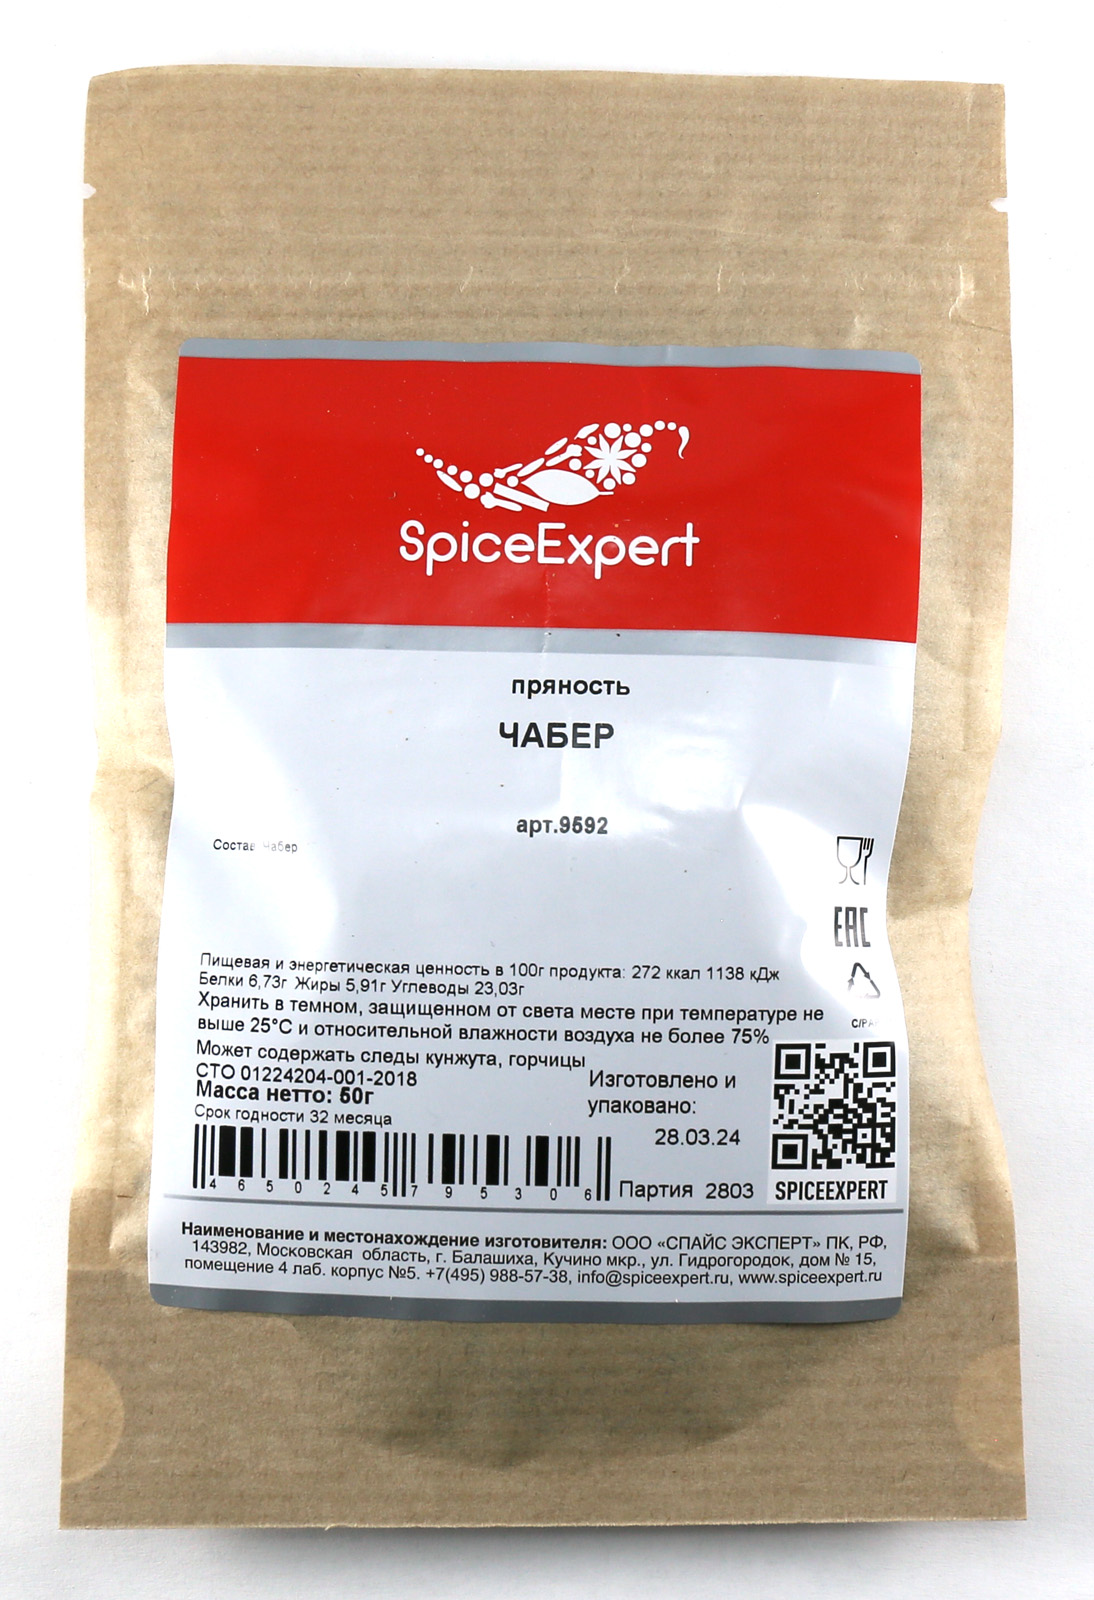 SpiceExpert
пряность
ЧАБЕР
арт.9592
Состав Чабер
EAC
Пищевая и энергетическая ценность в 100г продукта: 272 ккал 1138 кДж
Белки 6,73г Жиры 5,91г Углеводы 23,03г
Хранить в темном, защищенном от света месте при температуре не
выше 25°С и относительной влажности воздуха не более 75%
C/PA
Может содержать следы кунжута, горчицы
СТО 01224204-001-2018
Масса нетто: 50г
Срок годности 32 месяца
Изготовлено и
упаковано:
28.03.24
4650245795306
Партия 2803
SPICEEXPERT
Наименование и местонахождение изготовителя: ООО «СПАЙС ЭКСПЕРТ» ПК, РФ,
143982, Московская область, г. Балашиха, Кучино мкр., ул. Гидрогородок, дом № 15,
помещение 4 лаб. корпус №5. +7(495) 988-57-38, info@spiceexpert.ru, www.spiceexpert.ru